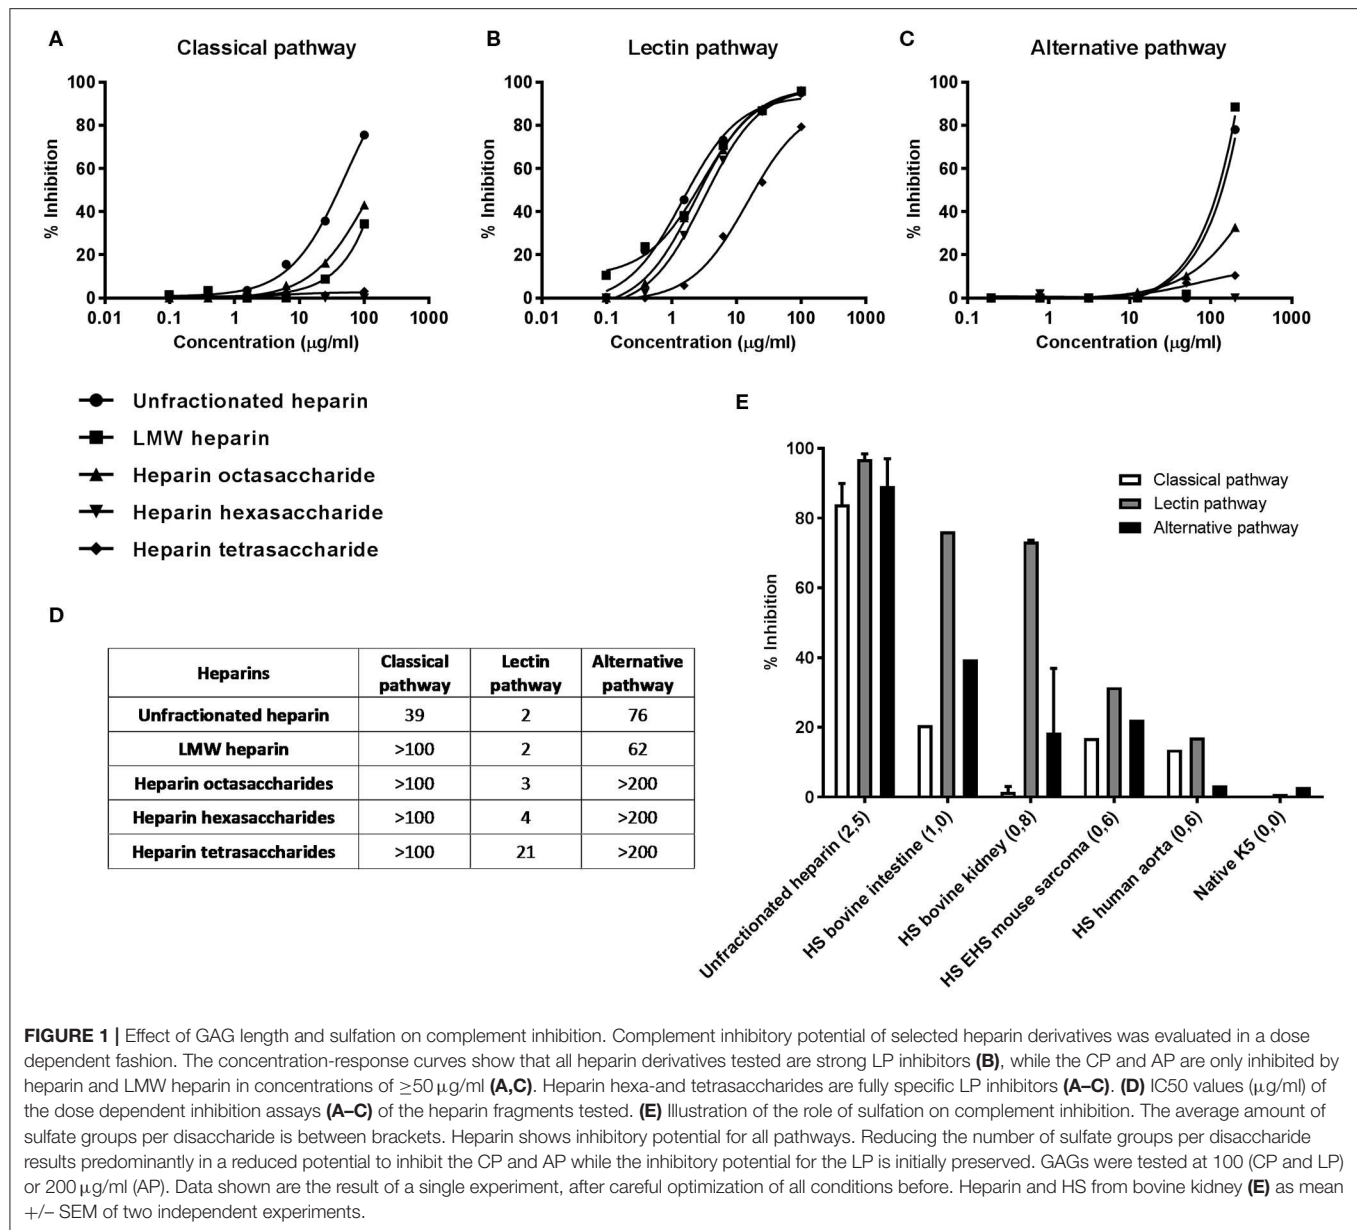 A
Classical pathway
% Inhibition
100
80
60
40
20
0
0.01 0.1 1 10 100 1000
Concentration (µg/ml)
B
Lectin pathway
% Inhibition
100
80
60
40
20
0
0.01 0.1 1 10 100 1000
Concentration (µg/ml)
C
Alternative pathway
% Inhibition
100
80
60
40
20
0
0.1 1 10 100 1000
Concentration (µg/ml)
Unfractionated heparin
LMW heparin
Heparin octasaccharide
Heparin hexasaccharide
Heparin tetrasaccharide
D
Heparins Classical pathway Lectin pathway Alternative pathway
Unfractionated heparin 39 2 76
LMW heparin >100 2 62
Heparin octasaccharides >100 3 >200
Heparin hexasaccharides >100 4 >200
Heparin tetrasaccharides >100 21 >200
E
% Inhibition
100
80
60
40
20
0
Classical pathway
Lectin pathway
Alternative pathway
Unfractionated heparin (2,5)
HS bovine intestine (1,0)
HS bovine kidney (0,8)
HS EHS mouse sarcoma (0,6)
HS human aorta (0,6)
Native K5 (0,0)
FIGURE 1 | Effect of GAG length and sulfation on complement inhibition. Complement inhibitory potential of selected heparin derivatives was evaluated in a dose
dependent fashion. The concentration-response curves show that all heparin derivatives tested are strong LP inhibitors (B), while the CP and AP are only inhibited by
heparin and LMW heparin in concentrations of ≥50 µg/ml (A,C). Heparin hexa-and tetrasaccharides are fully specific LP inhibitors (A–C). (D) IC50 values (µg/ml) of
the dose dependent inhibition assays (A–C) of the heparin fragments tested. (E) Illustration of the role of sulfation on complement inhibition. The average amount of
sulfate groups per disaccharide is between brackets. Heparin shows inhibitory potential for all pathways. Reducing the number of sulfate groups per disaccharide
results predominantly in a reduced potential to inhibit the CP and AP while the inhibitory potential for the LP is initially preserved. GAGs were tested at 100 (CP and LP)
or 200 µg/ml (AP). Data shown are the result of a single experiment, after careful optimization of all conditions before. Heparin and HS from bovine kidney (E) as mean
+/– SEM of two independent experiments.